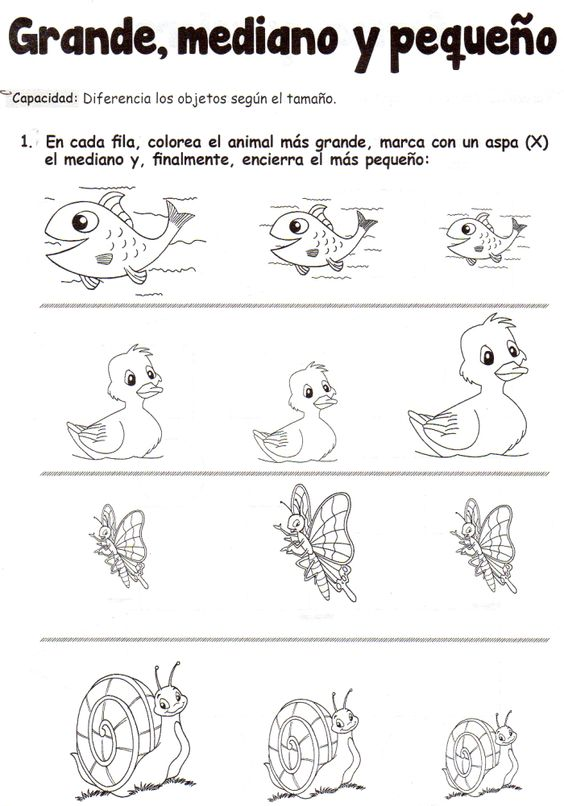 Grande, mediano y pequeño
Capacidad: Diferencia los objetos según el tamaño.
1. En cada fila, colorea el animal más grande, marca con un aspa (X)
el mediano y, finalmente, encierra el más pequeño: